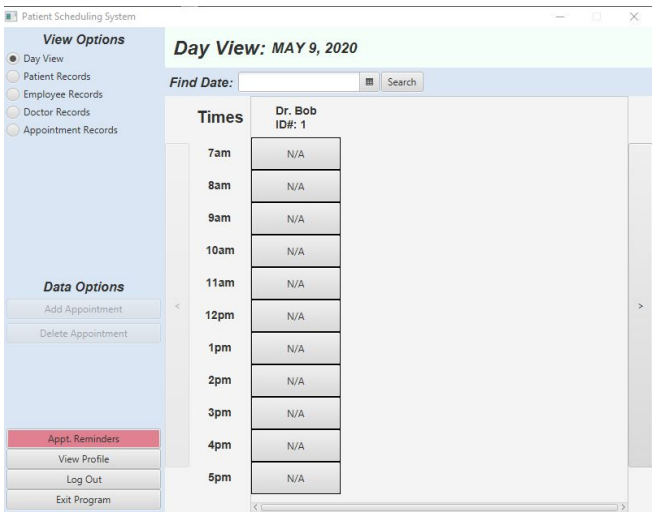 Patient Scheduling System
View Options
Day View
Patient Records
Employee Records
Doctor Records
Appointment Records
Data Options
Add Appointment
Delete Appointment
Appt. Reminders
View Profile
Log Out
Exit Program
Day View: MAY 9, 2020
Find Date:
Search
Times
Dr. Bob
ID#: 1
7am N/A
8am N/A
9am N/A
10am N/A
11am N/A
12pm N/A
1pm N/A
2pm N/A
3pm N/A
4pm N/A
5pm N/A